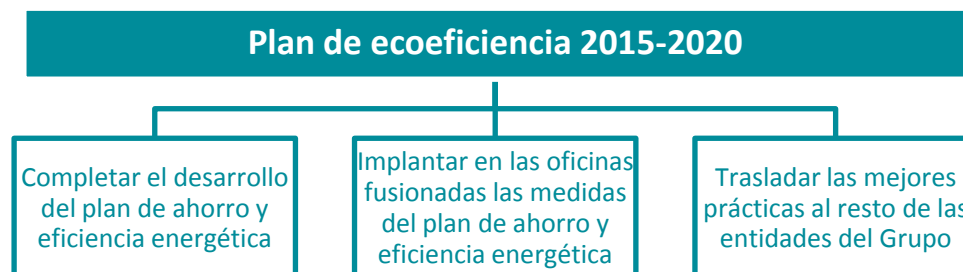 Plan de ecoeficiencia 2015-2020
Completar el desarrollo
del plan de ahorro y
eficiencia energética
Implantar en las oficinas
fusionadas las medidas
del plan de ahorro y
eficiencia energética
Trasladar las mejores
prácticas al resto de las
entidades del Grupo